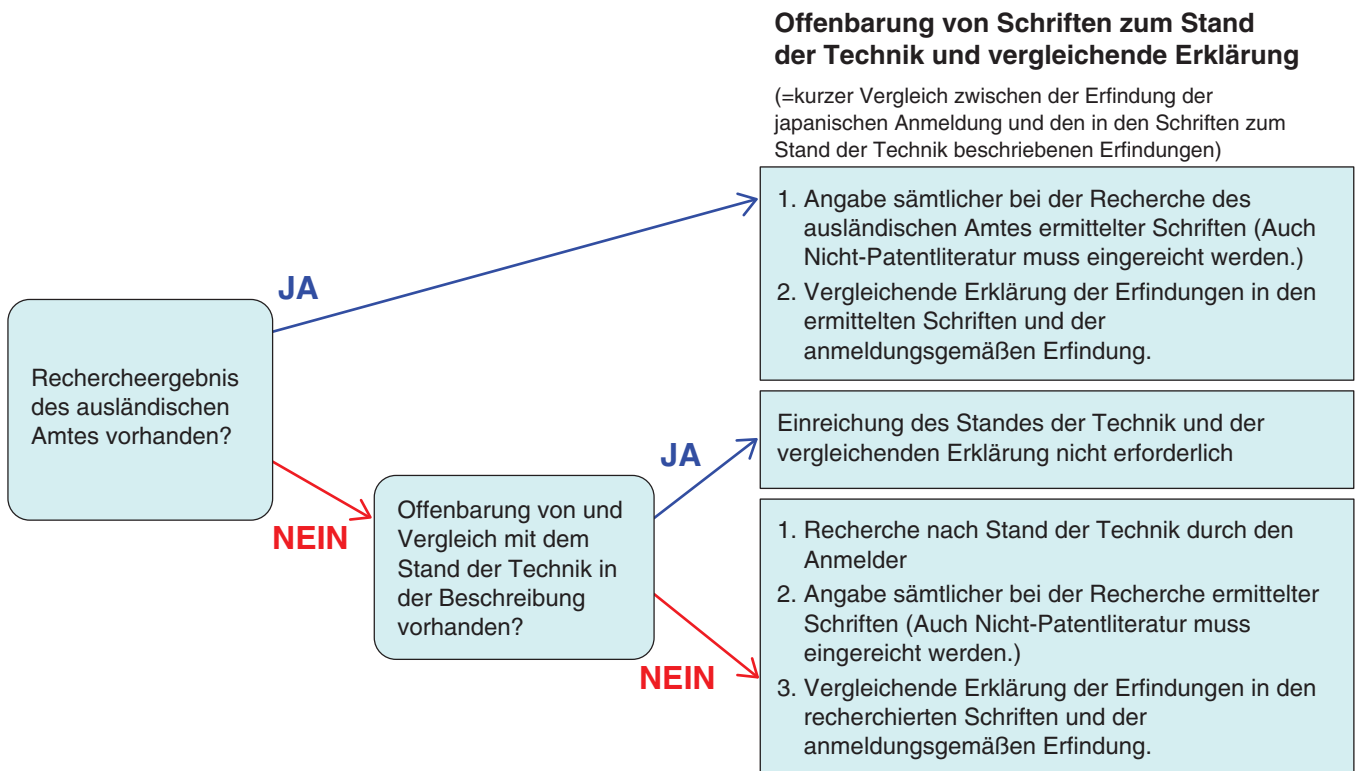 Offenbarung von Schriften zum Stand
der Technik und vergleichende Erklärung
(=kurzer Vergleich zwischen der Erfindung der
japanischen Anmeldung und den in den Schriften zum
Stand der Technik beschriebenen Erfindungen)
1. Angabe sämtlicher bei der Recherche des
ausländischen Amtes ermittelter Schriften (Auch
Nicht-Patentliteratur muss eingereicht werden.)
2. Vergleichende Erklärung der Erfindungen in den
ermittelten Schriften und der
anmeldungsgemäßen Erfindung.
JA
Rechercheergebnis
des ausländischen
Amtes vorhanden?
NEIN
JA
Einreichung des Standes der Technik und der
vergleichenden Erklärung nicht erforderlich
Offenbarung von und
Vergleich mit dem
Stand der Technik in
der Beschreibung
vorhanden?
NEIN
1. Recherche nach Stand der Technik durch den
Anmelder
2. Angabe sämtlicher bei der Recherche ermittelter
Schriften (Auch Nicht-Patentliteratur muss
eingereicht werden.)
3. Vergleichende Erklärung der Erfindungen in den
recherchierten Schriften und der
anmeldungsgemäßen Erfindung.